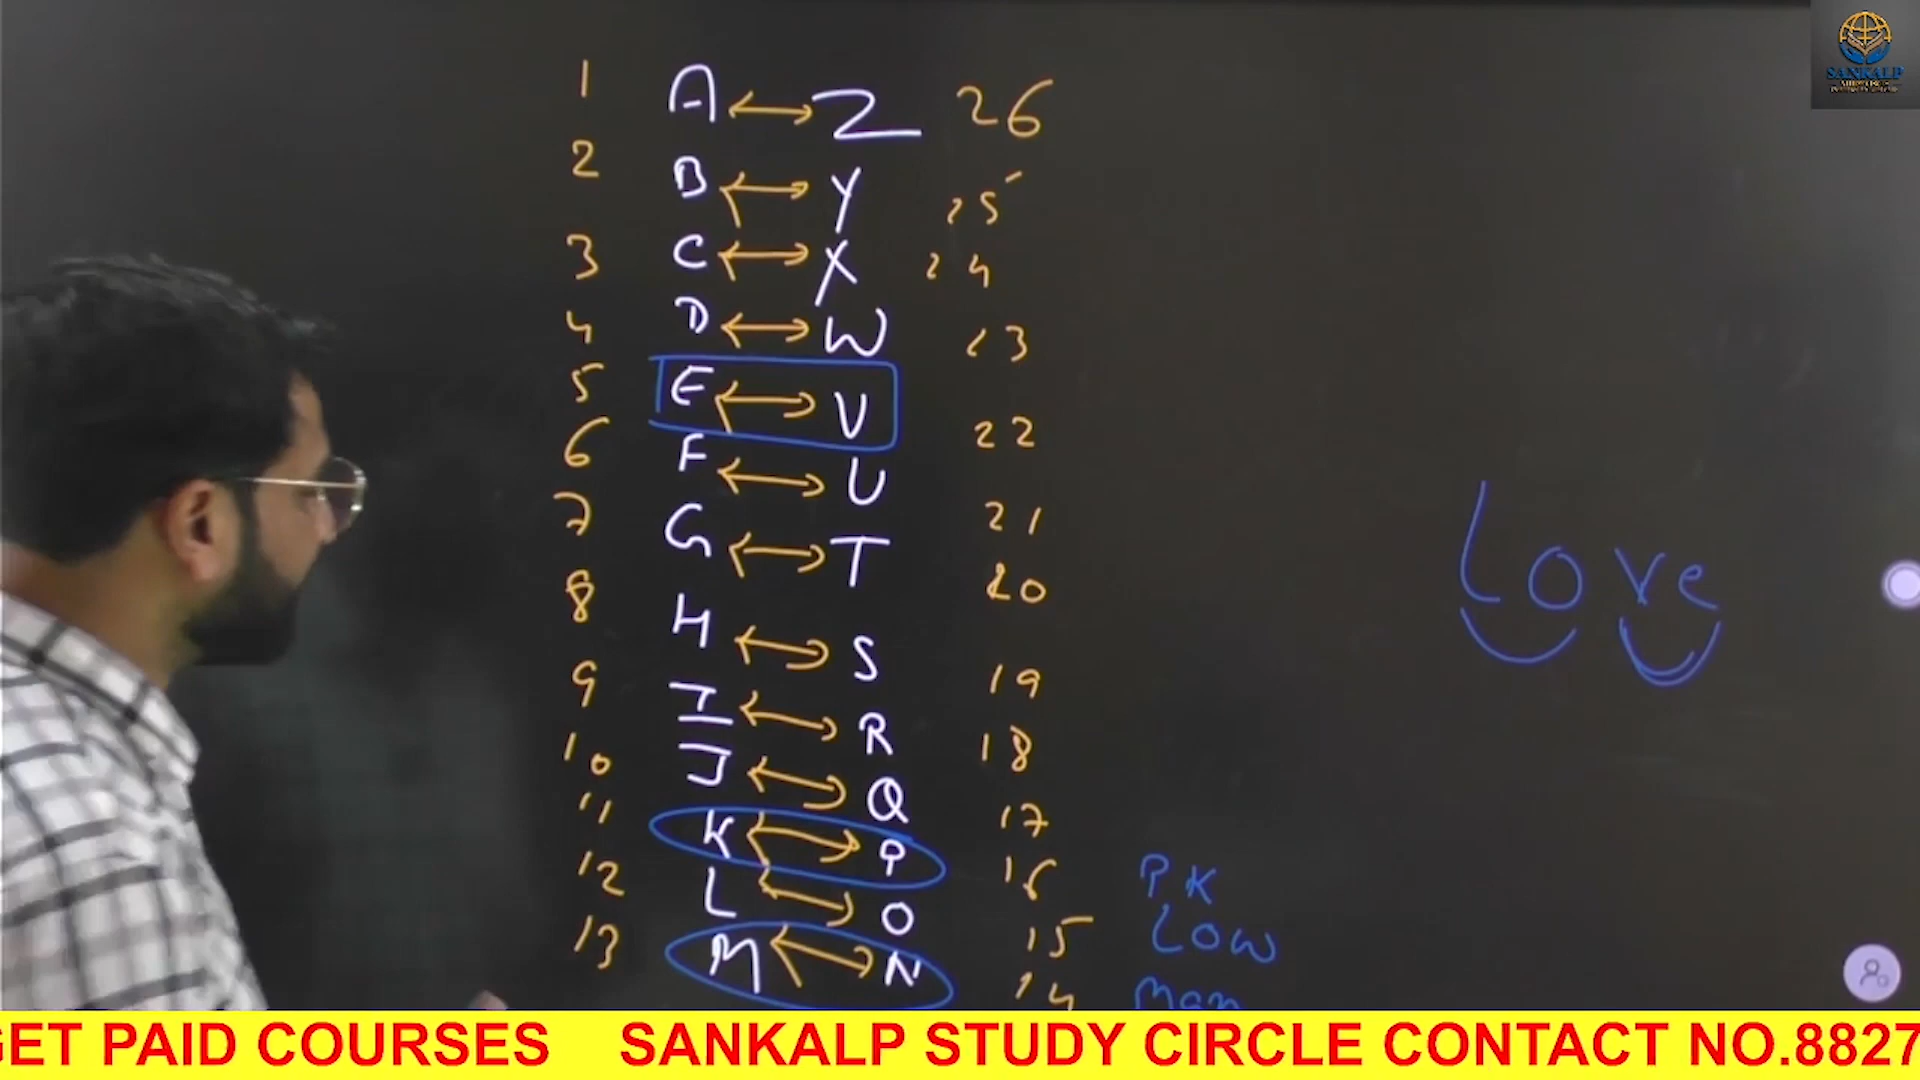 SANKALP
1 A ↔ Z 26
2 B ↔ Y 25
3 C ↔ X 24
4 D ↔ W 23
5 E ↔ V 22
6 F ↔ U 21
7 G ↔ T 20
8 H ↔ S 19
9 I ↔ R 18
10 J ↔ Q 17
11 K ↔ P 16
12 L ↔ O 15
13 M ↔ N 14
Love
PK
LOW
Man
GET PAID COURSES SANKALP STUDY CIRCLE CONTACT NO.8827